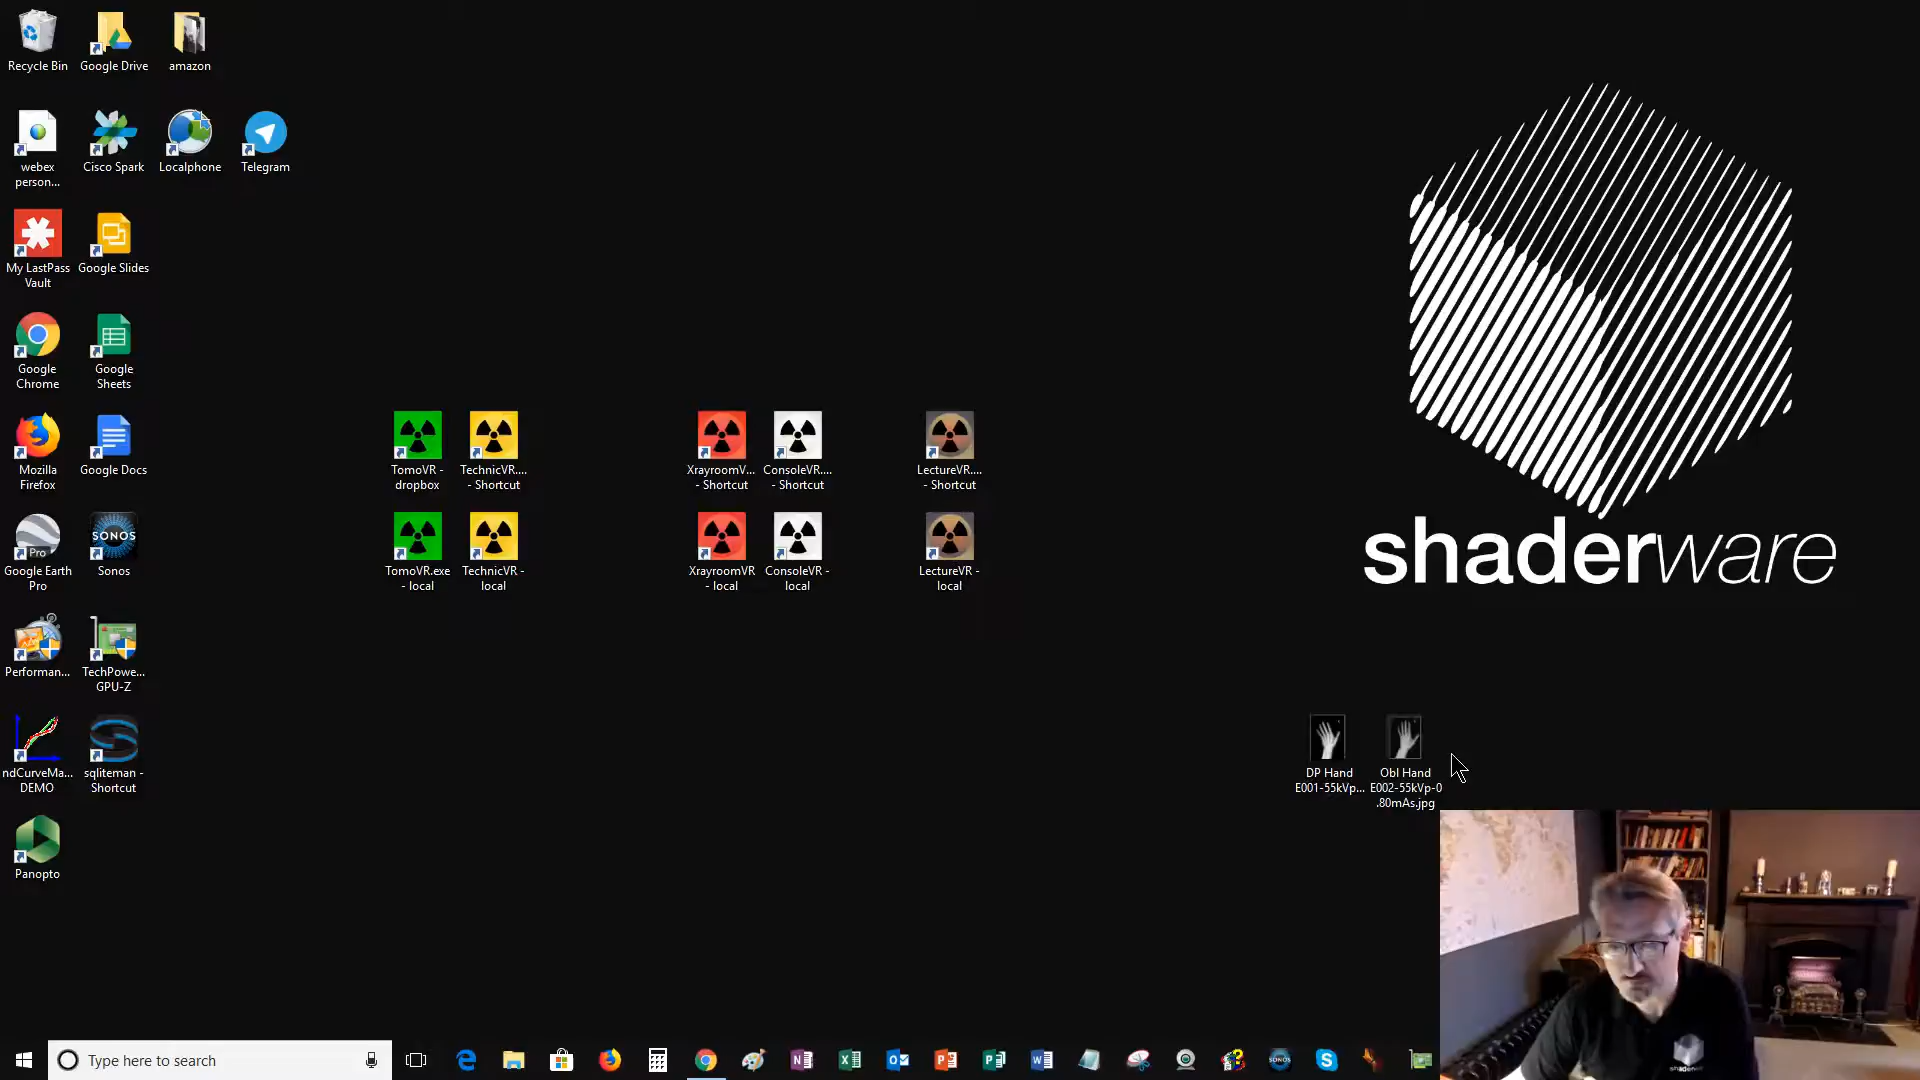 Recycle Bin
Google Drive
amazon
webex
person...
Cisco Spark
Localphone
Telegram
My LastPass
Vault
Google Slides
Google
Chrome
Google
Sheets
Mozilla
Firefox
Google Docs
Pro
Google Earth
Pro
SONOS
Sonos
Performan...
TechPowe...
GPU-Z
ndCurveMa...
DEMO
sqliteman -
Shortcut
Panopto
TomoVR -
dropbox
TechnicVR....
- Shortcut
XrayroomV...
- Shortcut
ConsoleVR....
- Shortcut
LectureVR....
- Shortcut
TomoVR.exe
- local
TechnicVR -
local
XrayroomVR
- local
ConsoleVR -
local
LectureVR -
local
shaderware
DP Hand
E001-55kVp...
Obl Hand
E002-55kVp-0
.80mAs.jpg
Type here to search
SONOS